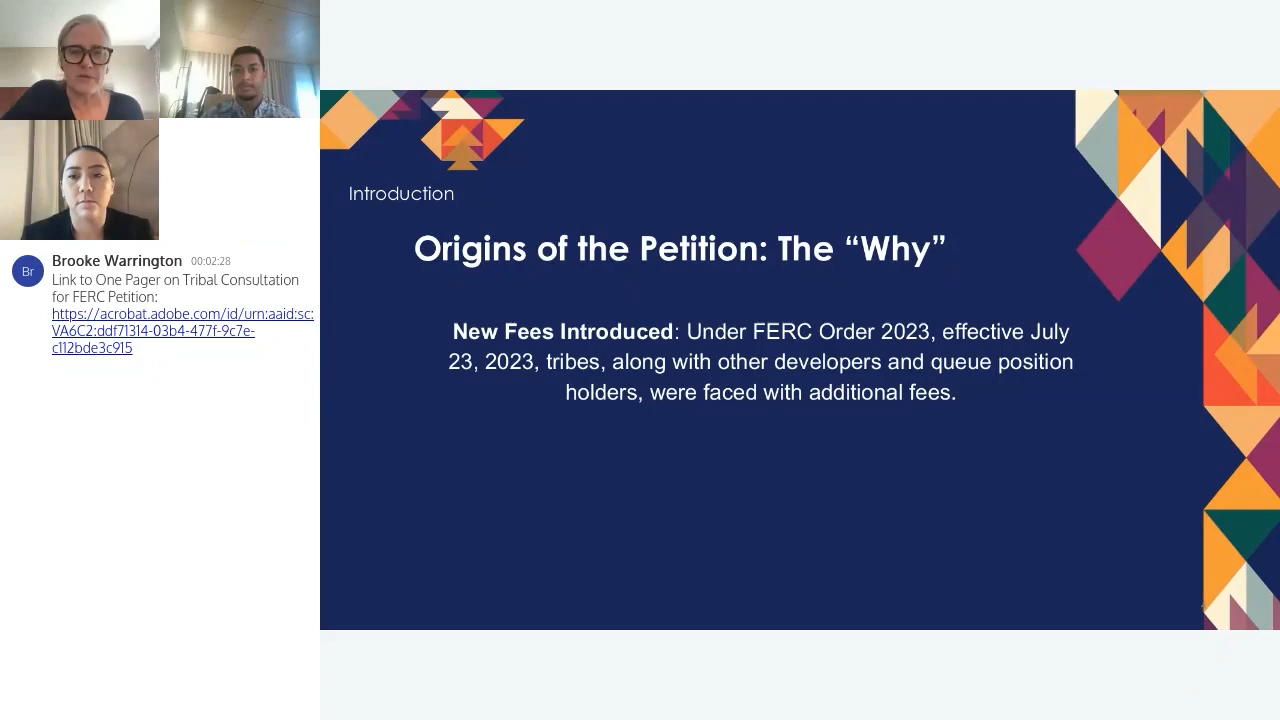 Br
Brooke Warrington 00:02:28
Link to One Pager on Tribal Consultation
for FERC Petition:
https://acrobat.adobe.com/id/urn:aaid:sc:
VA6C2:ddf71314-03b4-477f-9c7e-
c112bde3c915
Introduction
Origins of the Petition: The “Why”
New Fees Introduced: Under FERC Order 2023, effective July
23, 2023, tribes, along with other developers and queue position
holders, were faced with additional fees.